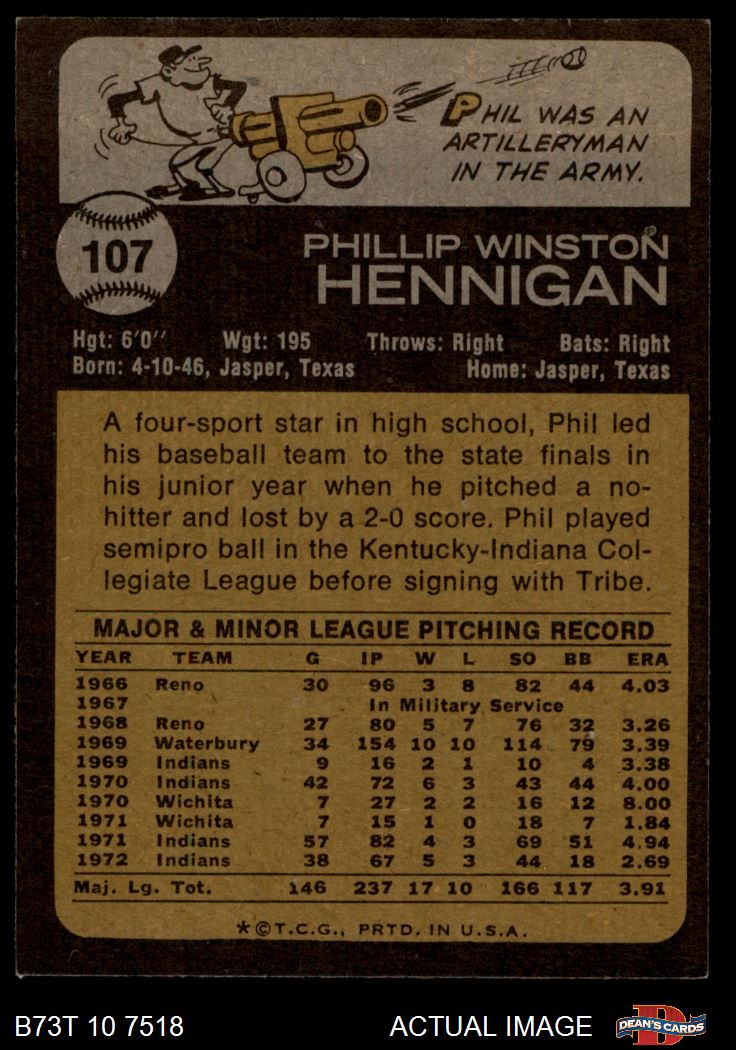 PHIL WAS AN
ARTILLERYMAN
IN THE ARMY.
107
PHILLIP WINSTON
HENNIGAN
Hgt: 6'0" Wgt: 195 Throws: Right Bats: Right
Born: 4-10-46, Jasper, Texas Home: Jasper, Texas
A four-sport star in high school, Phil led
his baseball team to the state finals in
his junior year when he pitched a no-
hitter and lost by a 2-0 score. Phil played
semipro ball in the Kentucky-Indiana Col-
legiate League before signing with Tribe.
MAJOR & MINOR LEAGUE PITCHING RECORD
YEAR TEAM G IP W L SO BB ERA
1966 Reno 30 96 3 8 82 44 4.03
1967 In Military Service
1968 Reno 27 80 5 7 76 32 3.26
1969 Waterbury 34 154 10 10 114 79 3.39
1969 Indians 9 16 2 1 10 4 3.38
1970 Indians 42 72 6 3 43 44 4.00
1970 Wichita 7 27 2 2 16 12 8.00
1971 Wichita 7 15 1 0 18 7 1.84
1971 Indians 57 82 4 3 69 51 4.94
1972 Indians 38 67 5 3 44 18 2.69
Maj. Lg. Tot. 146 237 17 10 166 117 3.91
*©T.C.G., PRTD. IN U.S.A.
B73T 10 7518 ACTUAL IMAGE DEAN'S CARDS